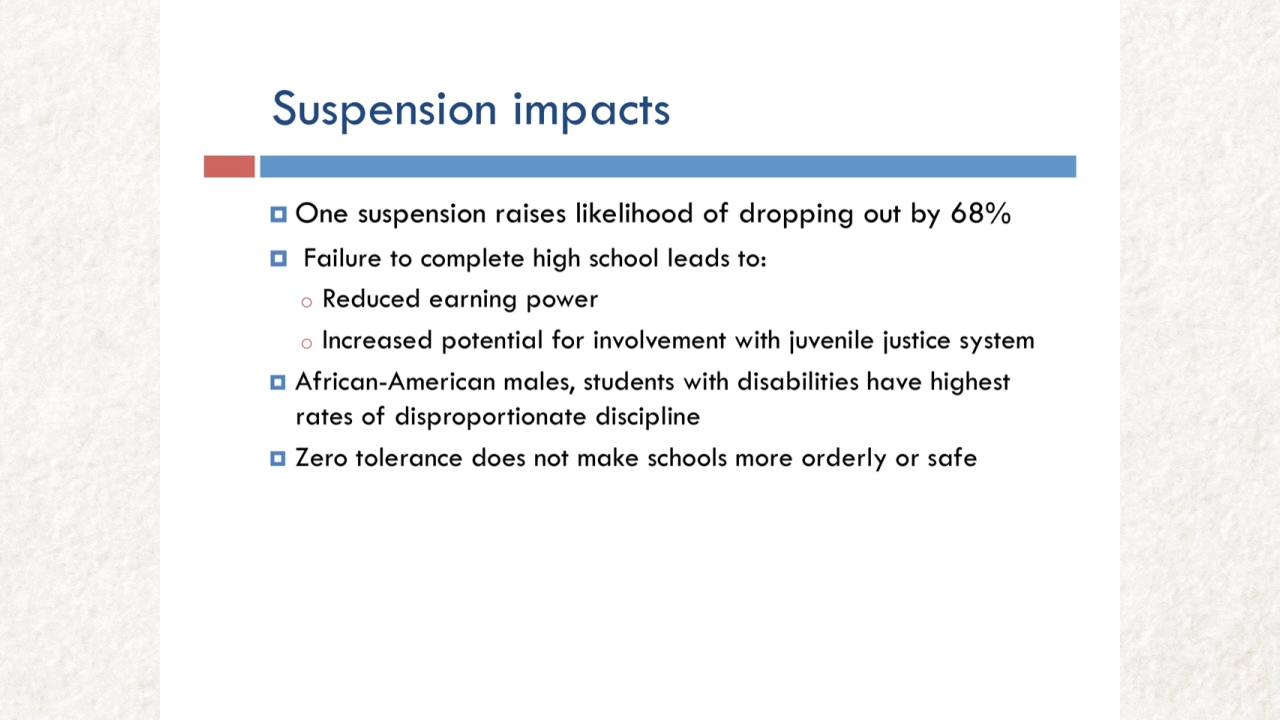 Suspension impacts
One suspension raises likelihood of dropping out by 68%
Failure to complete high school leads to:
Reduced earning power
Increased potential for involvement with juvenile justice system
African-American males, students with disabilities have highest
rates of disproportionate discipline
Zero tolerance does not make schools more orderly or safe